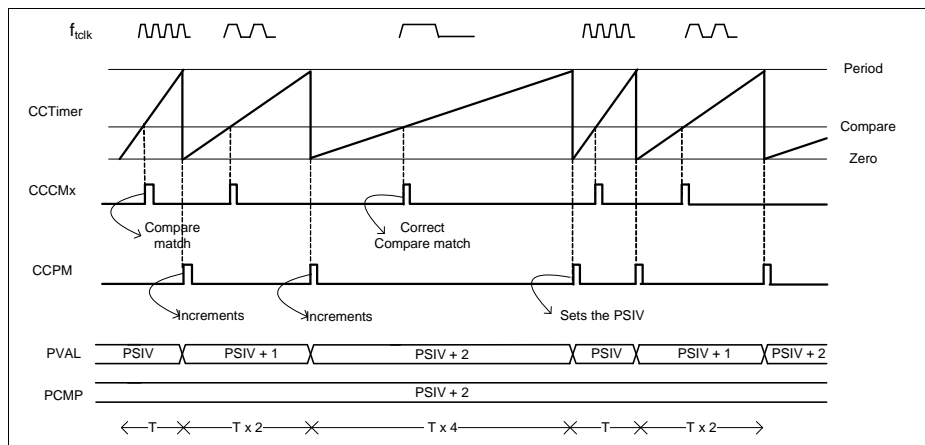 ftclk
Period
CCTimer
Compare
Zero
CCCMx
Compare
match
Correct
Compare match
CCPM
Increments
Increments
Sets the PSIV
PVAL PSIV PSIV + 1 PSIV + 2 PSIV PSIV + 1 PSIV + 2
PCMP PSIV + 2
T T x 2 T x 4 T T x 2